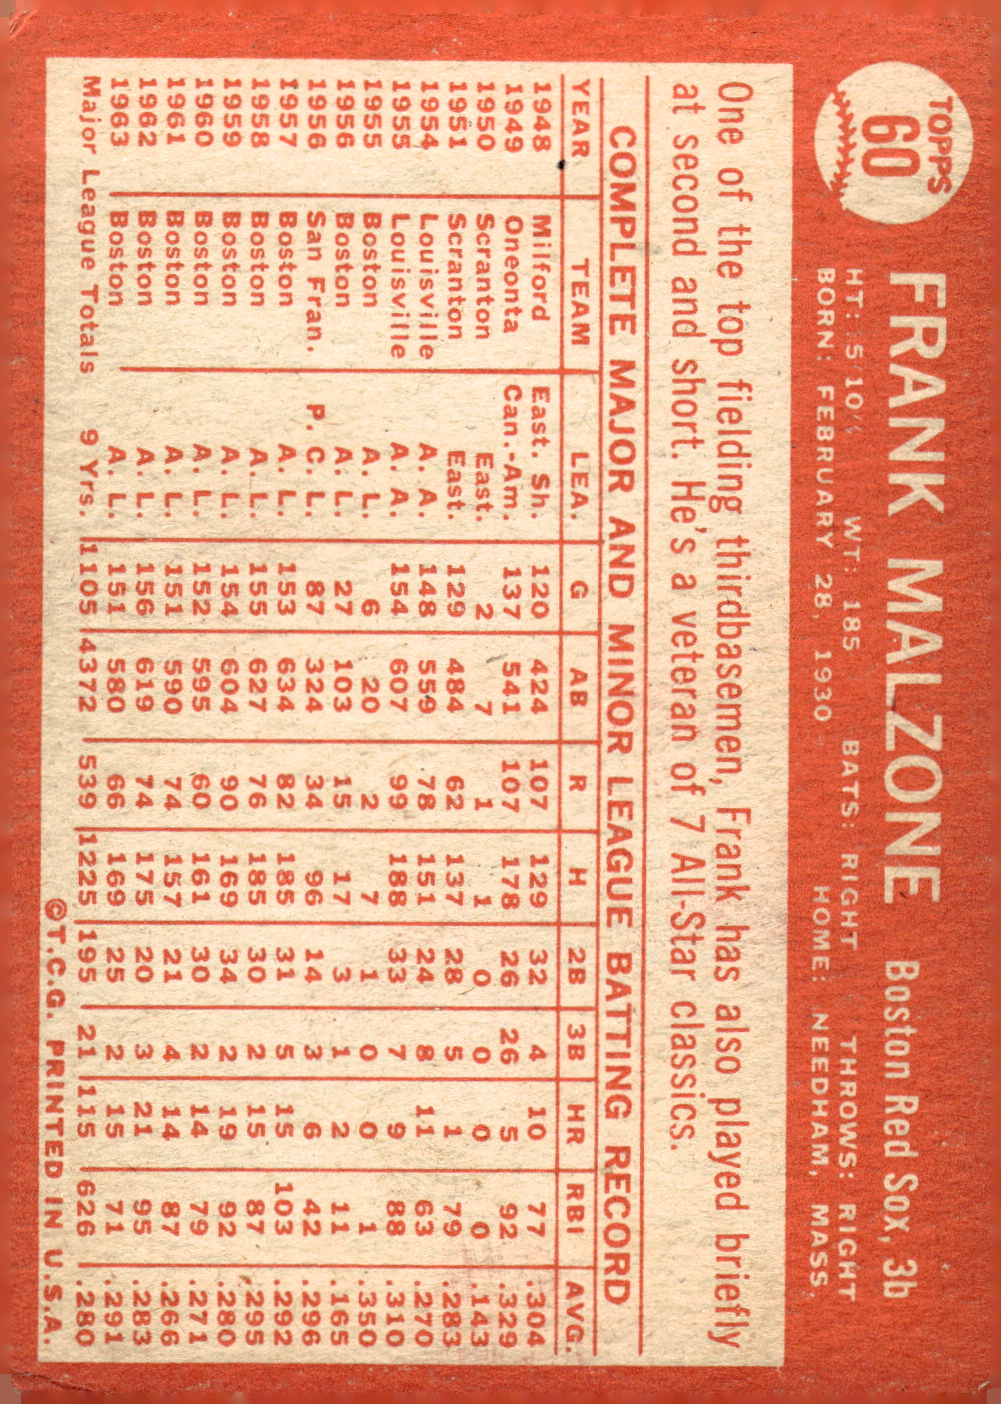 TOPPS
60
FRANK MALZONE Boston Red Sox, 3b
HT: 5'10" WT: 185 BATS: RIGHT THROWS: RIGHT
BORN: FEBRUARY 28, 1930 HOME: NEEDHAM, MASS.
One of the top fielding thirdbasemen, Frank has also played briefly
at second and short. He's a veteran of 7 All-Star classics.
COMPLETE MAJOR AND MINOR LEAGUE BATTING RECORD
YEAR TEAM LEA. G AB R H 2B 3B HR RBI AVG.
1948 Milford East. Sh. 120 424 107 129 32 4 10 77 .304
1949 Oneonta Can.-Am. 137 541 107 178 26 26 5 92 .329
1950 Scranton East. 2 7 1 1 0 0 0 0 .143
1951 Scranton East. 129 484 62 137 28 5 1 79 .283
1954 Louisville A. A. 148 559 78 151 24 8 11 63 .270
1955 Louisville A. A. 154 607 99 188 33 7 9 88 .310
1955 Boston A. L. 6 20 2 7 1 0 0 1 .350
1956 Boston A. L. 27 103 15 17 3 1 2 11 .165
1956 San Fran. P. C. L. 87 324 34 96 14 3 6 42 .296
1957 Boston A. L. 153 634 82 185 31 5 15 103 .292
1958 Boston A. L. 155 627 76 185 30 2 15 87 .295
1959 Boston A. L. 154 604 90 169 34 2 19 92 .280
1960 Boston A. L. 152 595 60 161 30 2 14 79 .271
1961 Boston A. L. 151 590 74 157 21 4 14 87 .266
1962 Boston A. L. 156 619 74 175 20 3 21 95 .283
1963 Boston A. L. 151 580 66 169 25 2 15 71 .291
Major League Totals 9 Yrs. 1105 4372 539 1225 195 21 115 626 .280
©T.C.G. PRINTED IN U.S.A.